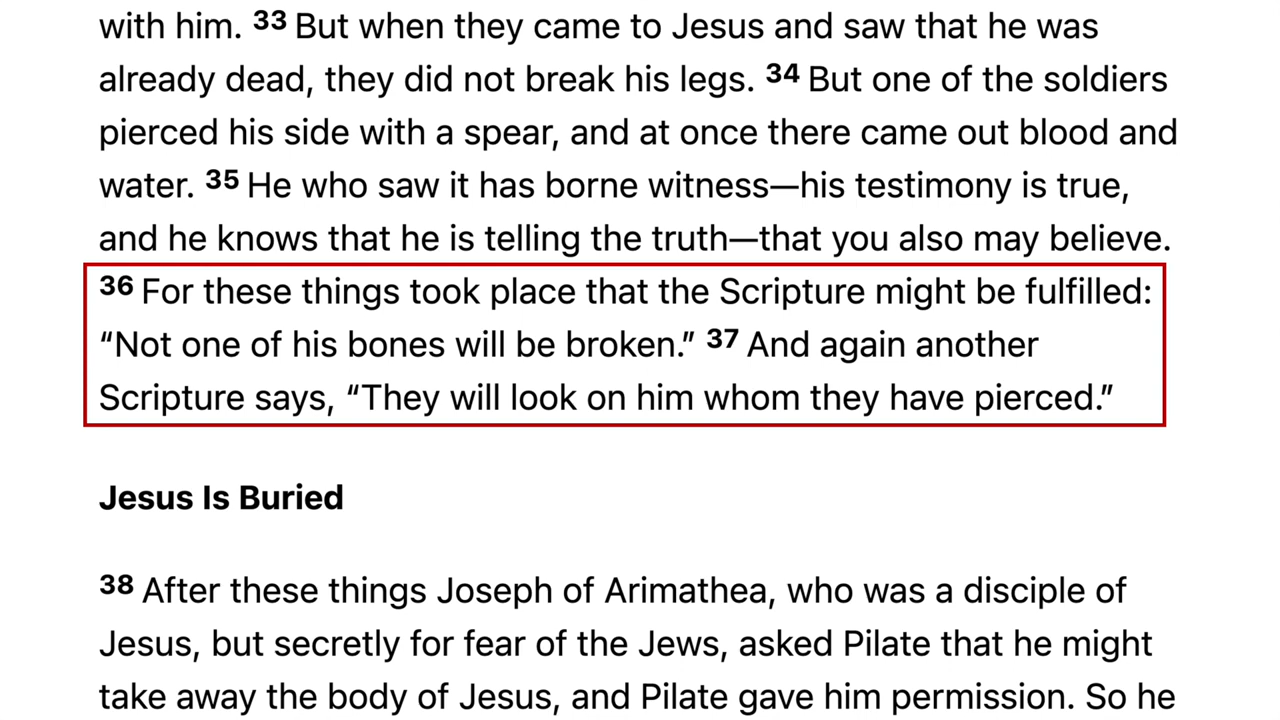 with him. 33 But when they came to Jesus and saw that he was
already dead, they did not break his legs. 34 But one of the soldiers
pierced his side with a spear, and at once there came out blood and
water. 35 He who saw it has borne witness—his testimony is true,
and he knows that he is telling the truth—that you also may believe.
36 For these things took place that the Scripture might be fulfilled:
“Not one of his bones will be broken.” 37 And again another
Scripture says, “They will look on him whom they have pierced.”
Jesus Is Buried
38 After these things Joseph of Arimathea, who was a disciple of
Jesus, but secretly for fear of the Jews, asked Pilate that he might
take away the body of Jesus, and Pilate gave him permission. So he